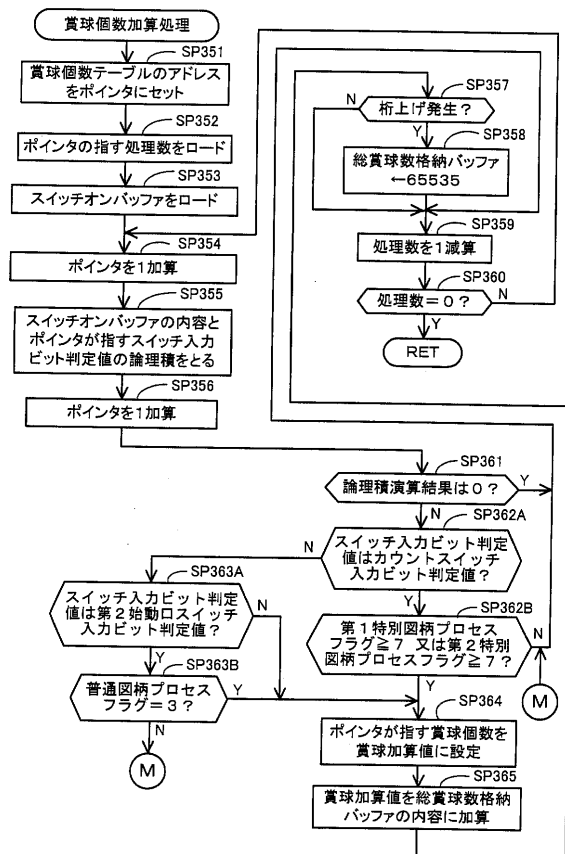 賞球個数加算処理
SP351
賞球個数テーブルのアドレス
をポインタにセット
SP352
ポインタの指す処理数をロード
SP353
スイッチオンバッファをロード
SP354
ポインタを1加算
SP355
スイッチオンバッファの内容と
ポインタが指すスイッチ入力
ビット判定値の論理積をとる
SP356
ポインタを1加算
SP357
N
桁上げ発生？
Y
SP358
総賞球数格納バッファ
←65535
SP359
処理数を1減算
SP360
処理数＝0？
N
Y
RET
SP361
論理積演算結果は0？
Y
N
SP362A
スイッチ入力ビット判定
値はカウントスイッチ
入力ビット判定値？
N
Y
SP363A
スイッチ入力ビット判定
値は第2始動口スイッチ
入力ビット判定値？
N
Y
SP362B
第1特別図柄プロセス
フラグ≧7 又は第2特別
図柄プロセスフラグ≧7？
N
Y
M
SP363B
普通図柄プロセス
フラグ＝3？
Y
N
M
SP364
ポインタが指す賞球個数を
賞球加算値に設定
SP365
賞球加算値を総賞球数格納
バッファの内容に加算